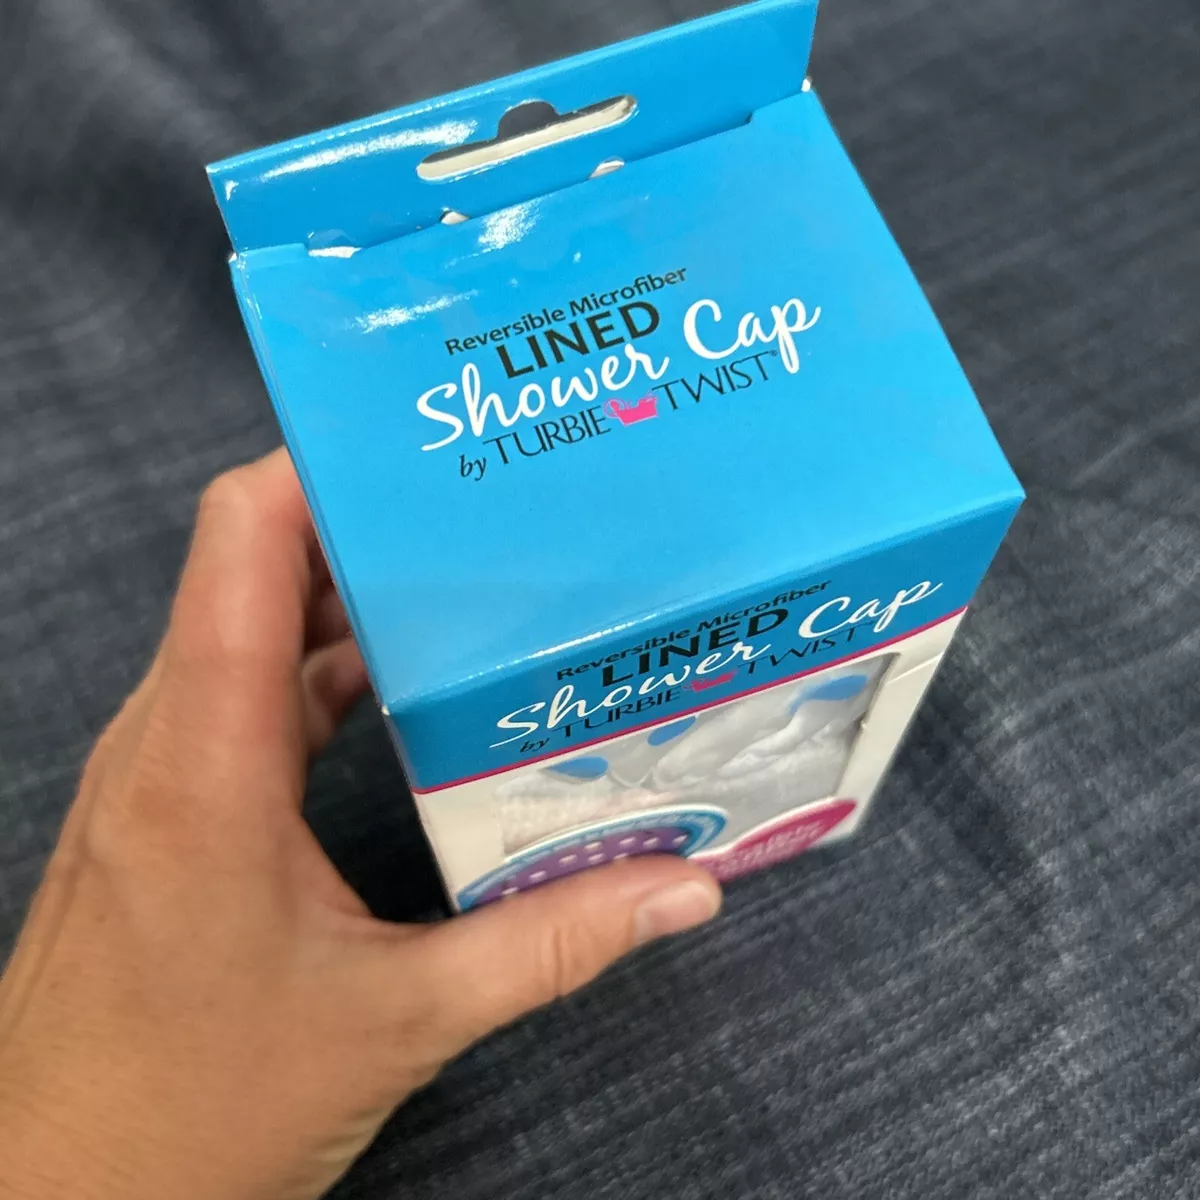 Reversible Microfiber
LINED
Shower Cap
by TURBIE TWIST®
Reversible Microfiber
LINED
Shower Cap
by TURBIE TWIST